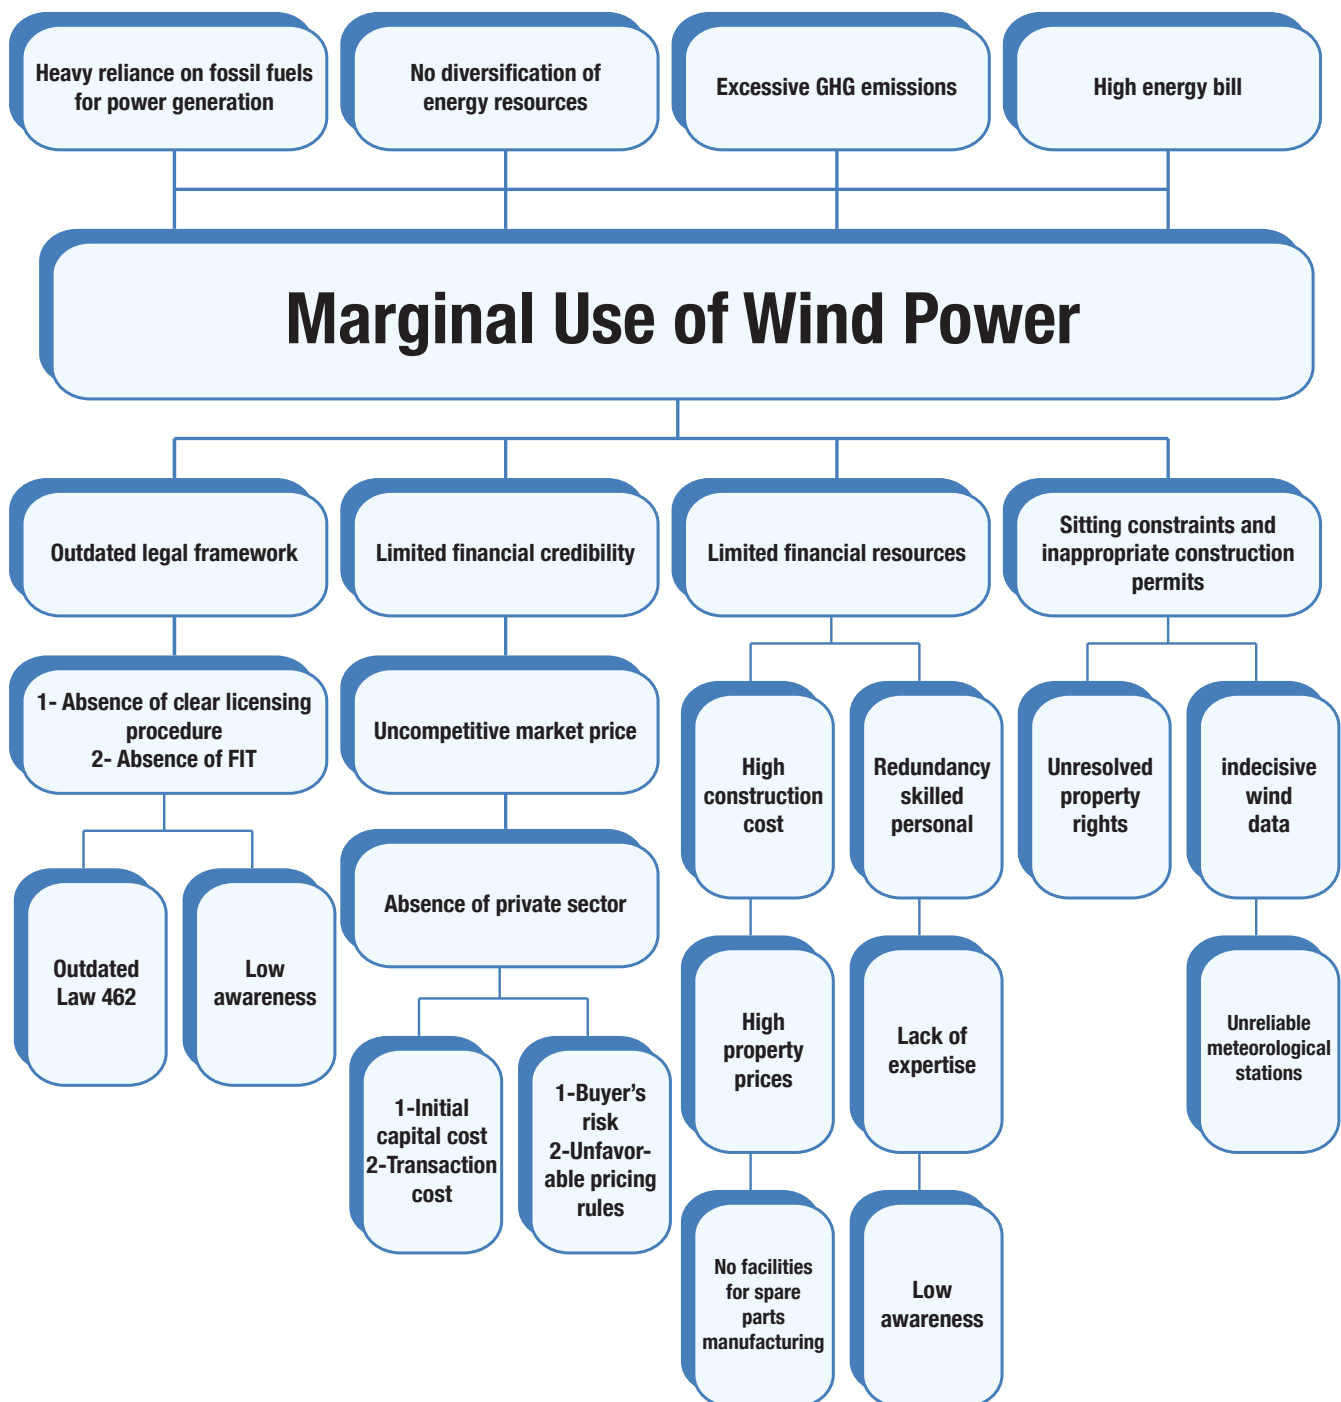 Heavy reliance on fossil fuels
for power generation
No diversification of
energy resources
Excessive GHG emissions
High energy bill
Marginal Use of Wind Power
Outdated legal framework
Limited financial credibility
Limited financial resources
Sitting constraints and
inappropriate construction
permits
1- Absence of clear licensing
procedure
2- Absence of FIT
Uncompetitive market price
High
construction
cost
Redundancy
skilled
personal
Unresolved
property
rights
indecisive
wind
data
Outdated
Law 462
Low
awareness
Absence of private sector
High
property
prices
Lack of
expertise
Unreliable
meteorological
stations
1-Initial
capital cost
2-Transaction
cost
1-Buyer’s
risk
2-Unfavor-
able pricing
rules
No facilities
for spare
parts
manufacturing
Low
awareness